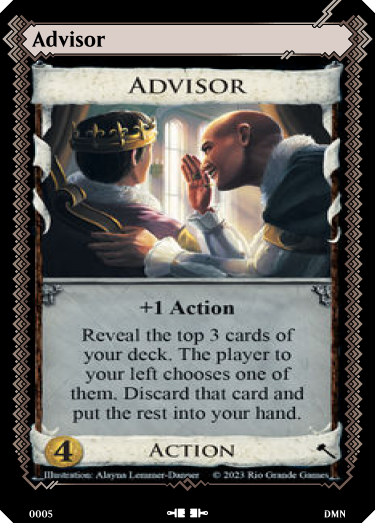 Advisor
ADVISOR
+1 Action
Reveal the top 3 cards of
your deck. The player to
your left chooses one of
them. Discard that card and
put the rest into your hand.
4
ACTION
Illustration: Alayna Lemmer-Danner © 2023 Rio Grande Games
0005
DMN